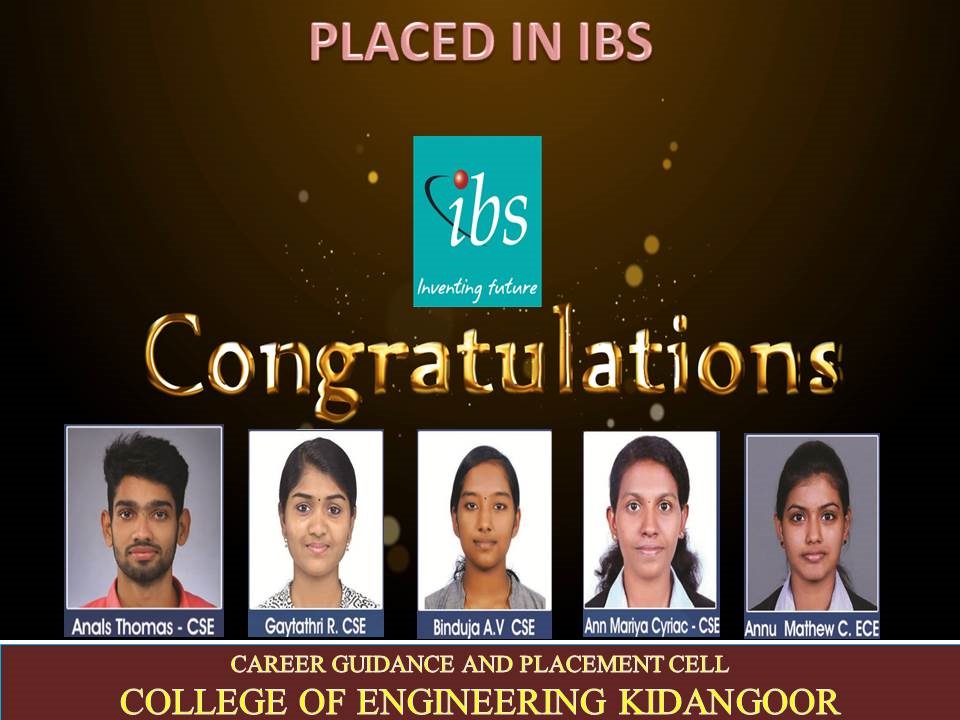 PLACED IN IBS
ibs
Inventing future
Congratulations
Anals Thomas - CSE
Gaytathri R. CSE
Binduja A.V CSE
Ann Mariya Cyriac - CSE
Annu Mathew C. ECE
CAREER GUIDANCE AND PLACEMENT CELL
COLLEGE OF ENGINEERING KIDANGOOR